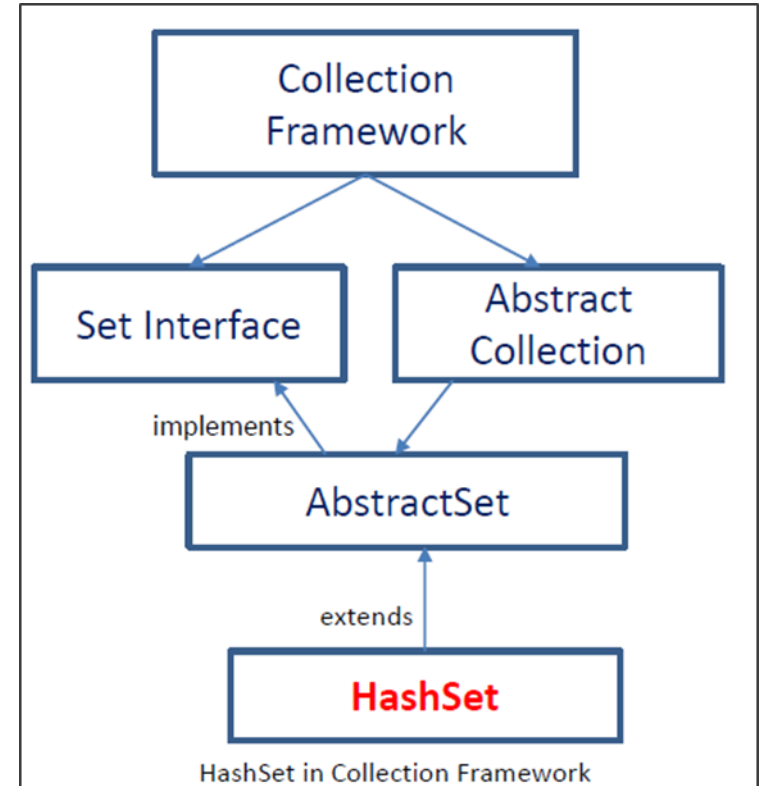 Collection
Framework
Set Interface
Abstract
Collection
implements
AbstractSet
extends
HashSet
HashSet in Collection Framework